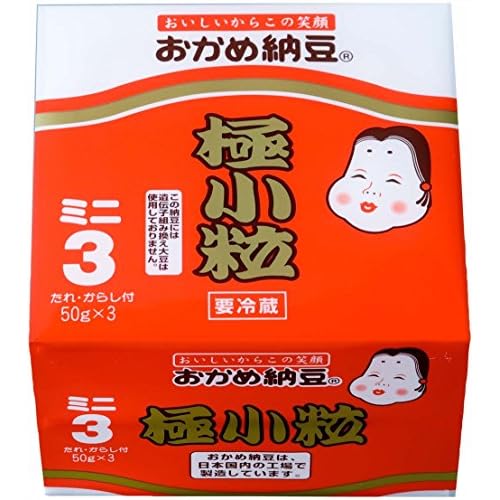 おいしいからこの笑顔
おかめ納豆®
極小粒
この納豆には
遺伝子組み換え大豆は
使用しておりません。
ミニ
3
たれ・からし付
50g×3
要冷蔵
おいしいからこの笑顔
おかめ納豆®
ミニ
3
たれ・からし付
50g×3
極小粒
おかめ納豆は、
日本国内の工場で
製造しています。